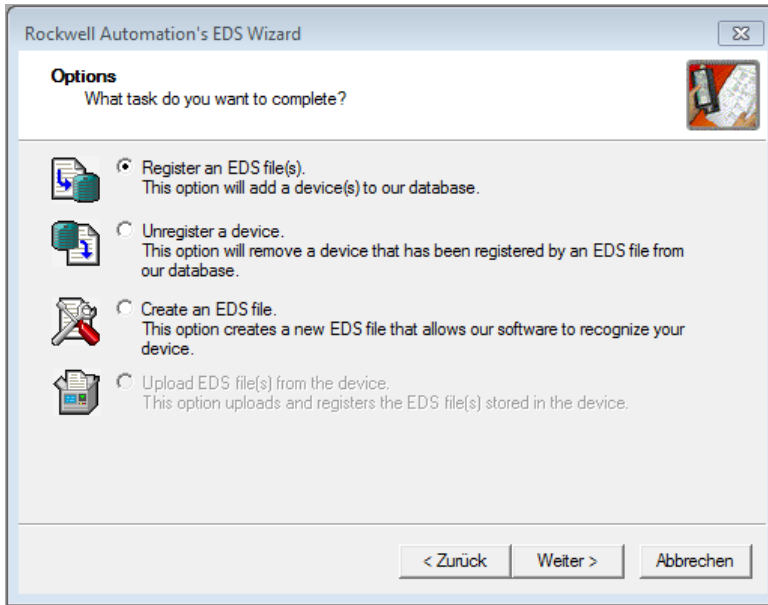 Rockwell Automation's EDS Wizard
Options
What task do you want to complete?
Register an EDS file(s).
This option will add a device(s) to our database.
Unregister a device.
This option will remove a device that has been registered by an EDS file from
our database.
Create an EDS file.
This option creates a new EDS file that allows our software to recognize your
device.
Upload EDS file(s) from the device.
This option uploads and registers the EDS file(s) stored in the device.
< Zurück
Weiter >
Abbrechen